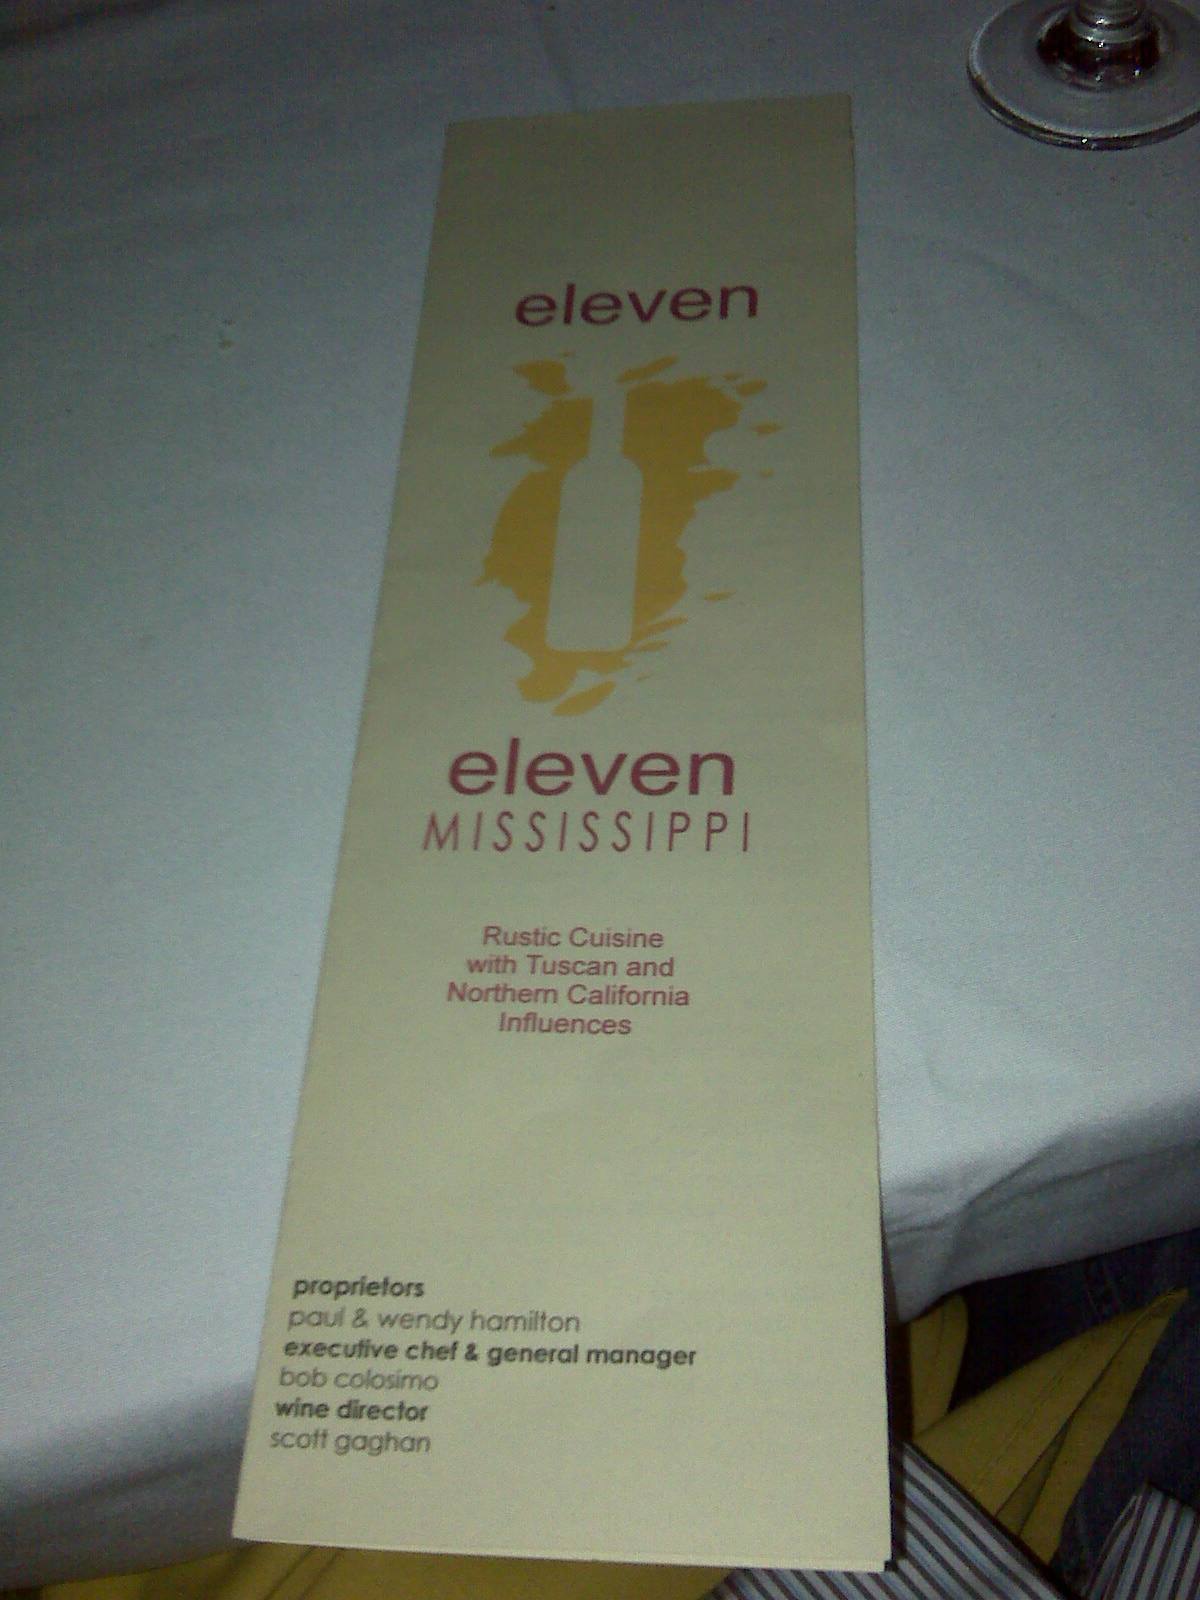 eleven
eleven
MISSISSIPPI
Rustic Cuisine
with Tuscan and
Northern California
Influences
proprietors
paul & wendy hamilton
executive chef & general manager
bob colosimo
wine director
scott gaghan